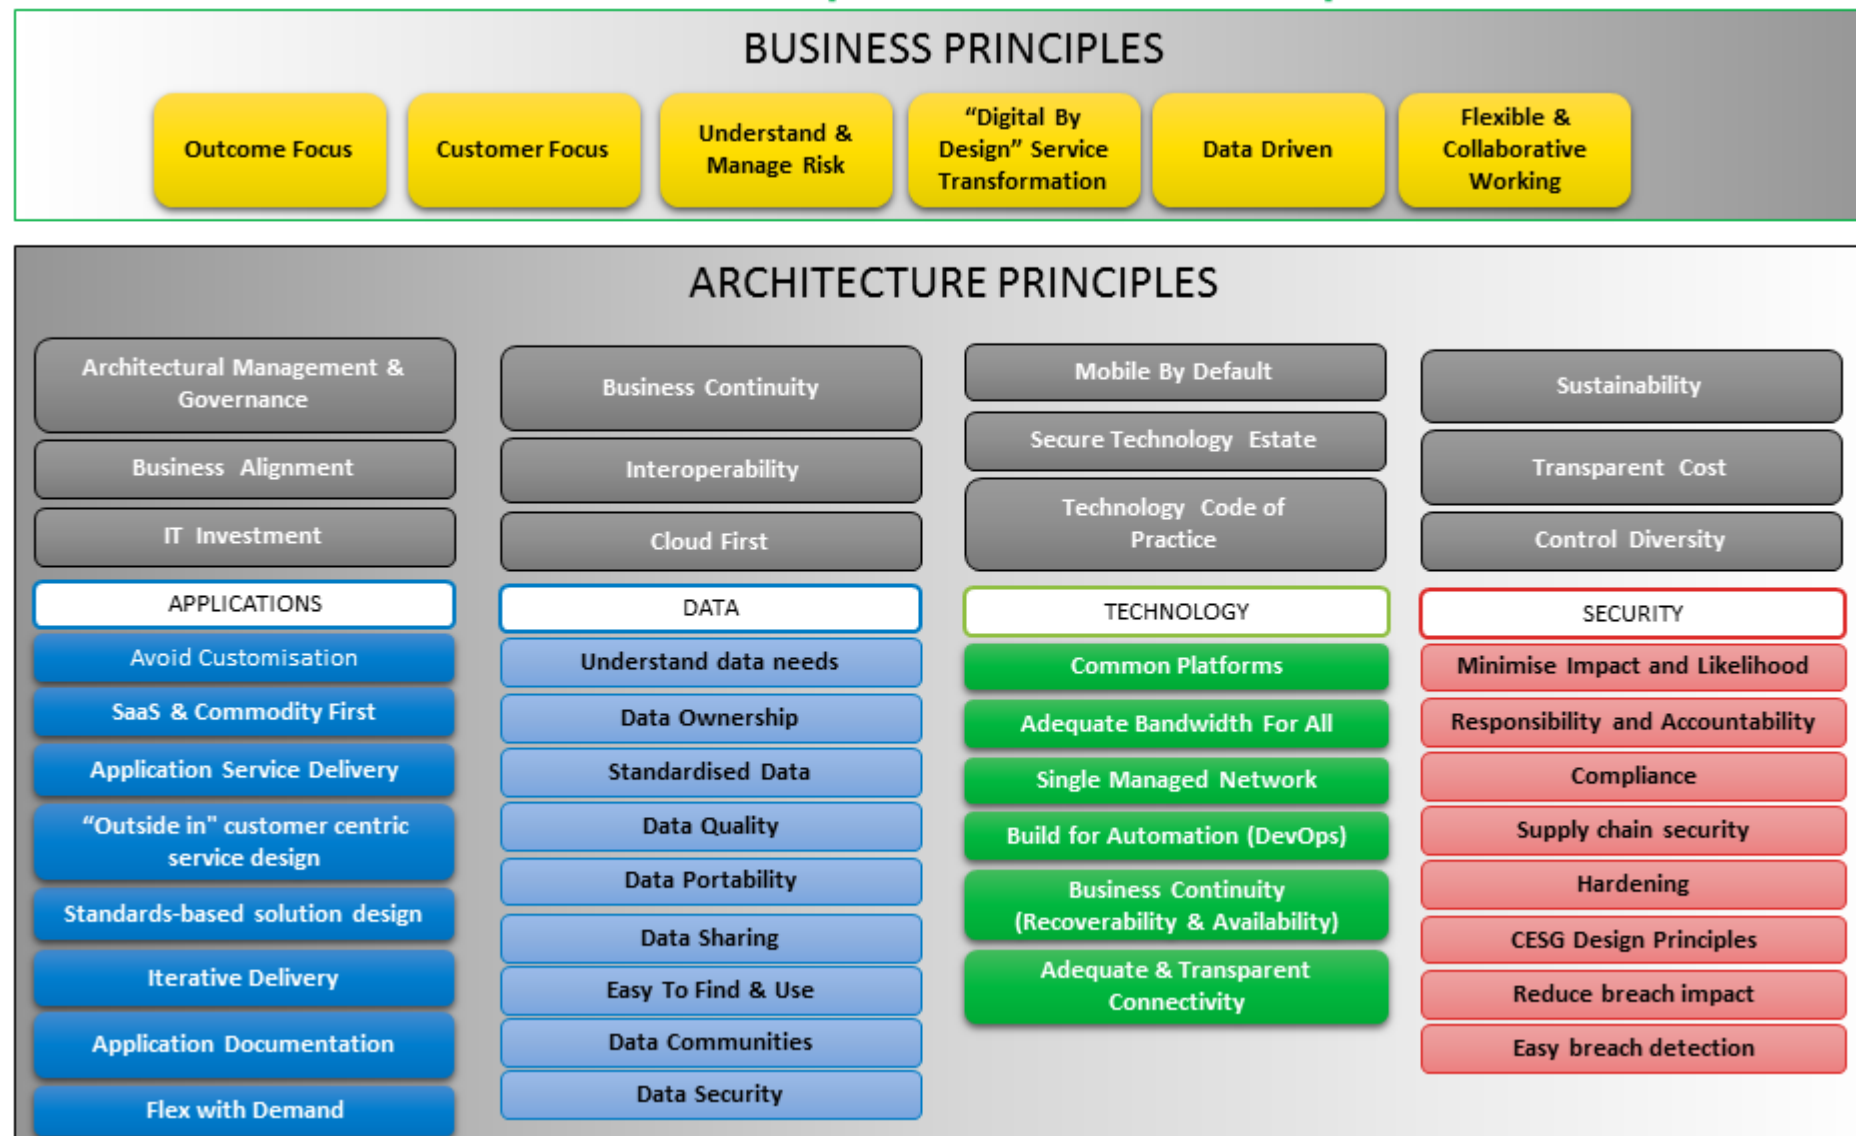 BUSINESS PRINCIPLES
Outcome Focus
Customer Focus
Understand &
Manage Risk
“Digital By
Design” Service
Transformation
Data Driven
Flexible &
Collaborative
Working
ARCHITECTURE PRINCIPLES
Architectural Management &
Governance
Business Alignment
IT Investment
Business Continuity
Interoperability
Cloud First
Mobile By Default
Secure Technology Estate
Technology Code of
Practice
Sustainability
Transparent Cost
Control Diversity
APPLICATIONS
Avoid Customisation
SaaS & Commodity First
Application Service Delivery
“Outside in" customer centric
service design
Standards-based solution design
Iterative Delivery
Application Documentation
Flex with Demand
DATA
Understand data needs
Data Ownership
Standardised Data
Data Quality
Data Portability
Data Sharing
Easy To Find & Use
Data Communities
Data Security
TECHNOLOGY
Common Platforms
Adequate Bandwidth For All
Single Managed Network
Build for Automation (DevOps)
Business Continuity
(Recoverability & Availability)
Adequate & Transparent
Connectivity
SECURITY
Minimise Impact and Likelihood
Responsibility and Accountability
Compliance
Supply chain security
Hardening
CESG Design Principles
Reduce breach impact
Easy breach detection